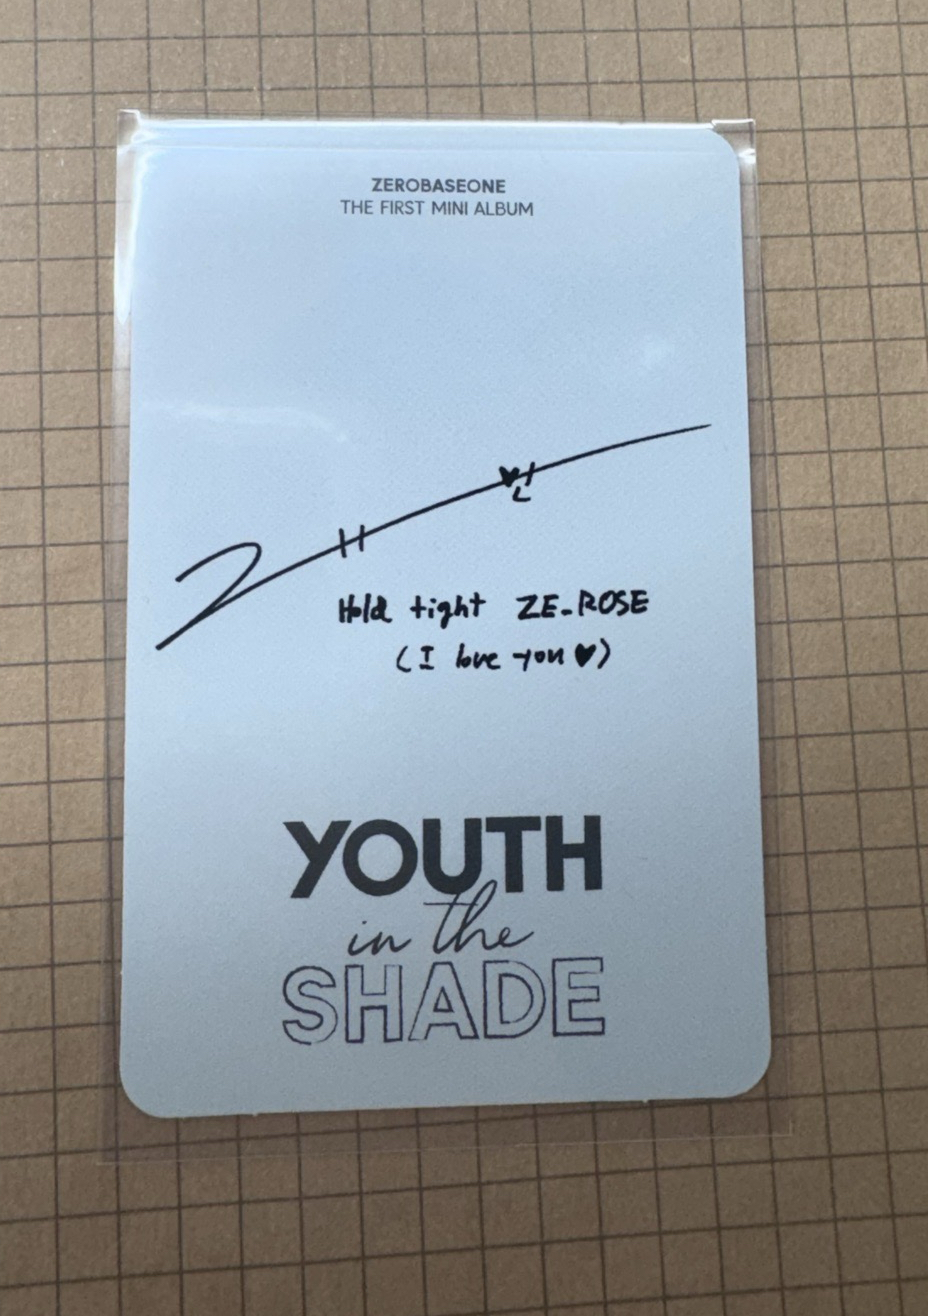 ZEROBASEONE
THE FIRST MINI ALBUM
Hold tight ZE_ROSE
(I love you ♥)
YOUTH
in the
SHADE